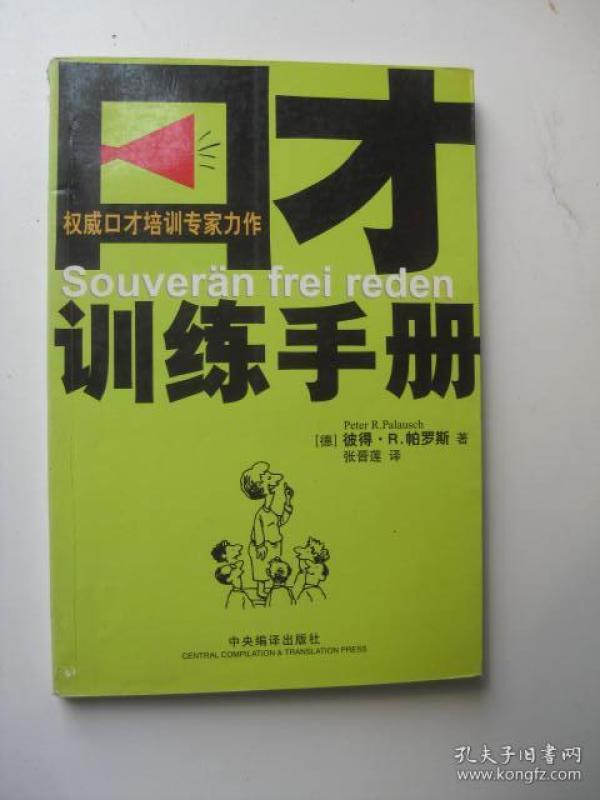 口才
权威口才培训专家力作
Souverän frei reden
训练手册
Peter R.Palausch
[德] 彼得·R.帕罗斯 著
张晋莲 译
中央编译出版社
CENTRAL COMPILATION & TRANSLATION PRESS
孔夫子旧书网
www.kongfz.com